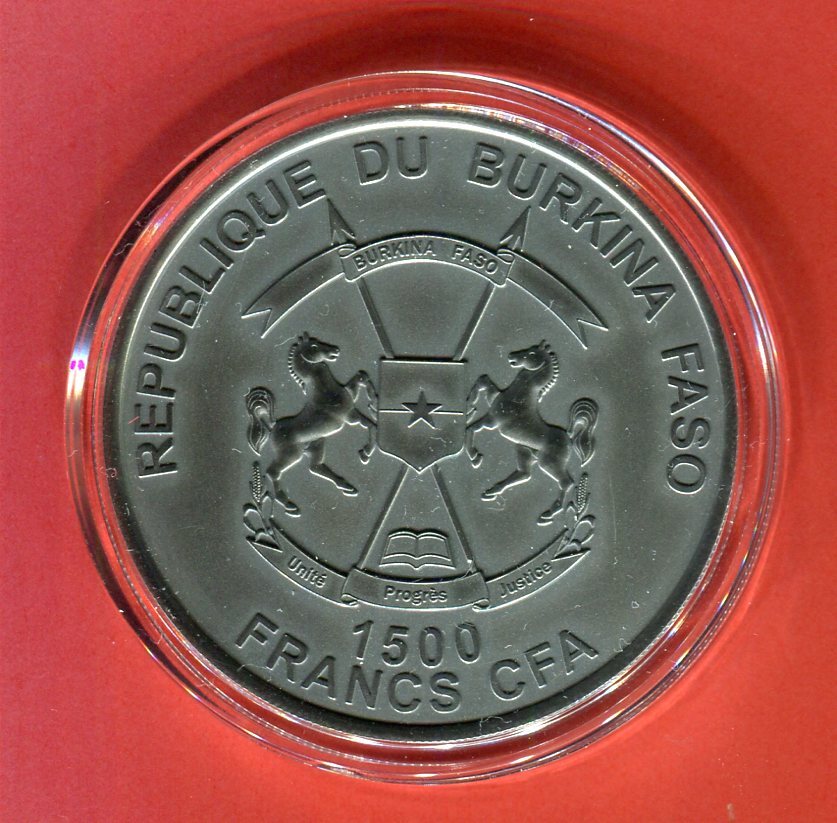 REPUBLIQUE DU BURKINA FASO
BURKINA FASO
Unité Progrès Justice
1500
FRANCS CFA